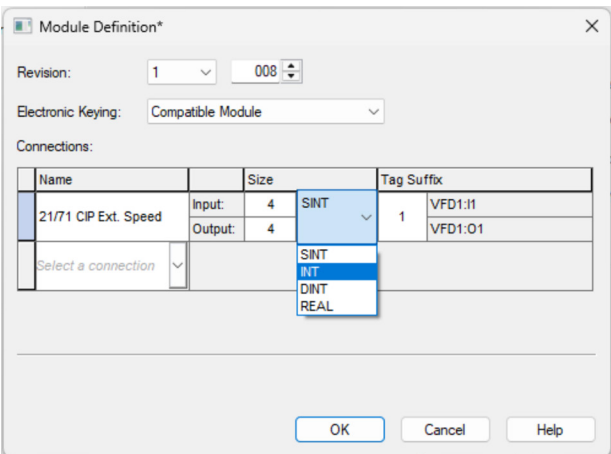 Module Definition*
Revision: 1 008
Electronic Keying: Compatible Module
Connections:
Name Size Tag Suffix
21/71 CIP Ext. Speed Input: 4 SINT 1 VFD1:I1
Output: 4 VFD1:O1
Select a connection
SINT
INT
DINT
REAL
OK Cancel Help